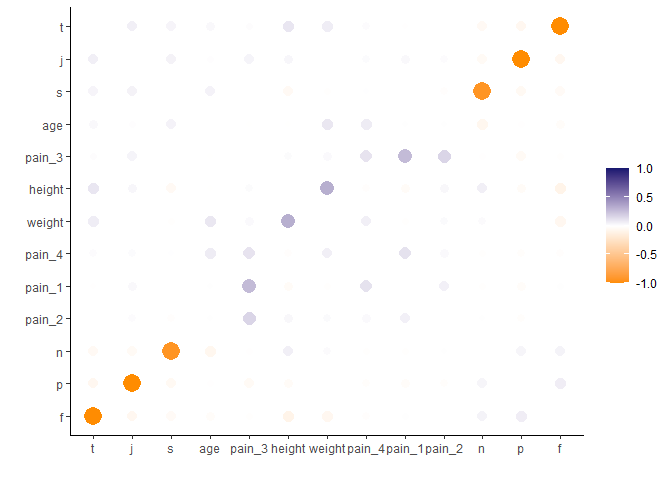 t
j
s
age
pain_3
height
weight
pain_4
pain_1
pain_2
n
p
f
t j s age pain_3 height weight pain_4 pain_1 pain_2 n p f
1.0
0.5
0.0
-0.5
-1.0